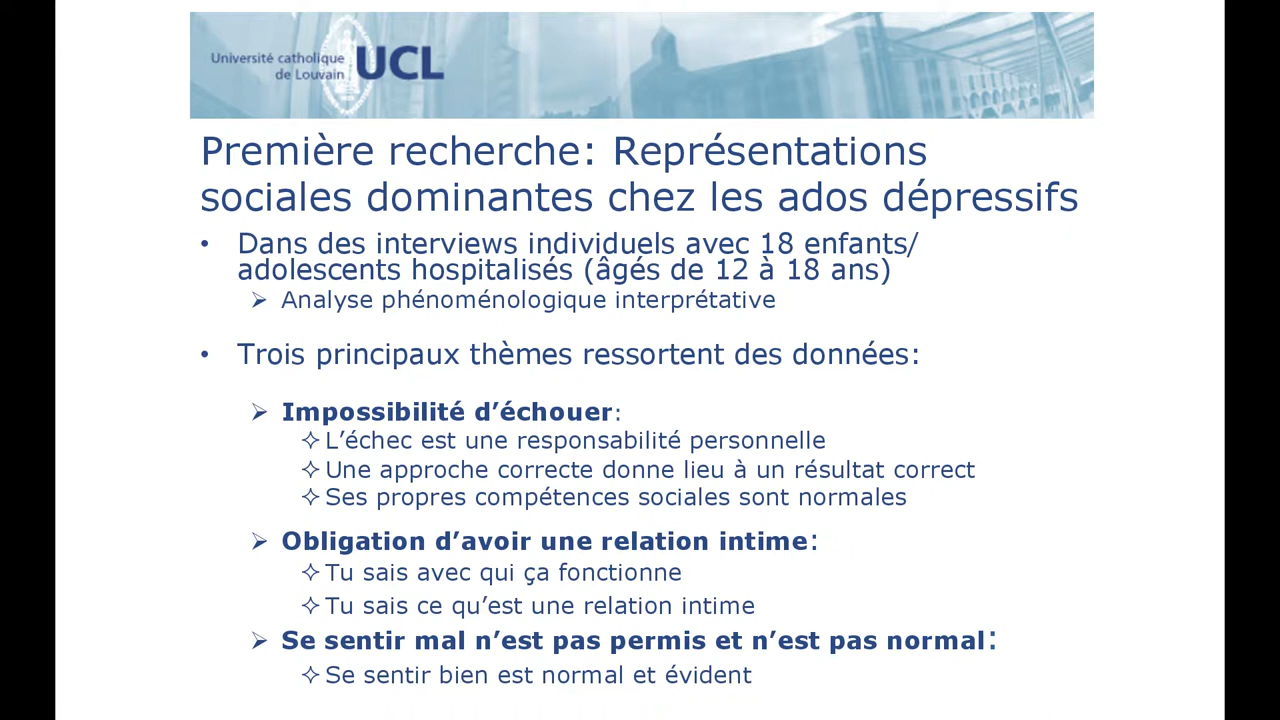 Université catholique
de Louvain
UCL
Première recherche: Représentations
sociales dominantes chez les ados dépressifs
• Dans des interviews individuels avec 18 enfants/
adolescents hospitalisés (âgés de 12 à 18 ans)
➢ Analyse phénoménologique interprétative
• Trois principaux thèmes ressortent des données:
➢ Impossibilité d’échouer:
✧ L’échec est une responsabilité personnelle
✧ Une approche correcte donne lieu à un résultat correct
✧ Ses propres compétences sociales sont normales
➢ Obligation d’avoir une relation intime:
✧ Tu sais avec qui ça fonctionne
✧ Tu sais ce qu’est une relation intime
➢ Se sentir mal n’est pas permis et n’est pas normal:
✧ Se sentir bien est normal et évident